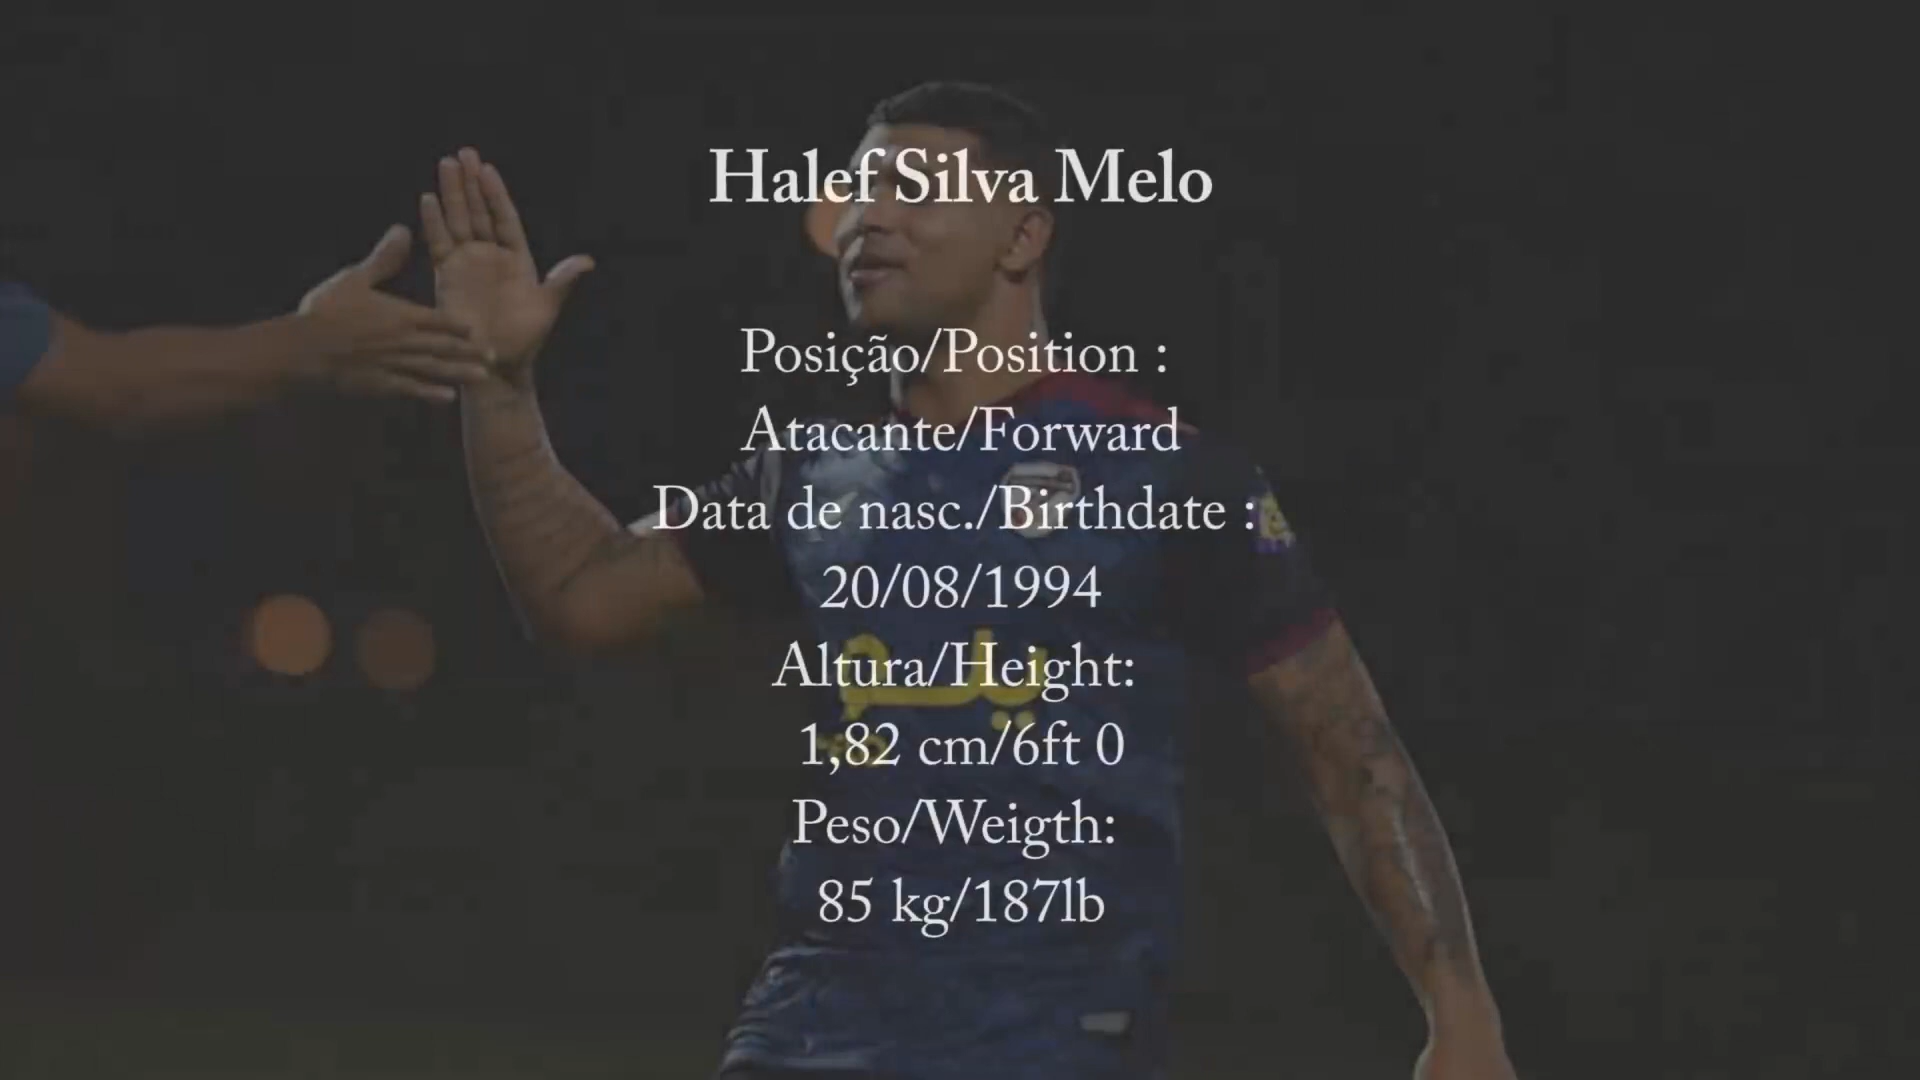 Halef Silva Melo
Posição/Position :
Atacante/Forward
Data de nasc./Birthdate :
20/08/1994
Altura/Height:
1,82 cm/6ft 0
Peso/Weigth:
85 kg/187lb
يلو